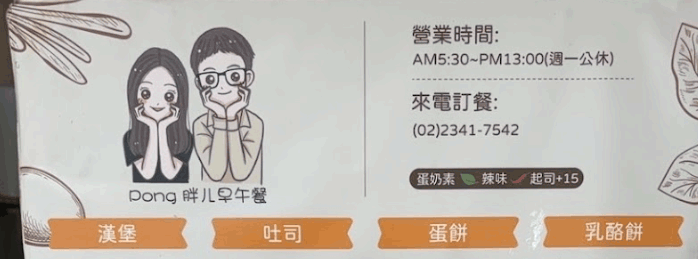 營業時間:
AM5:30~PM13:00(週一公休)
來電訂餐:
(02)2341-7542
蛋奶素 辣味 起司+15
Pong 胖儿早午餐
漢堡
吐司
蛋餅
乳酪餅